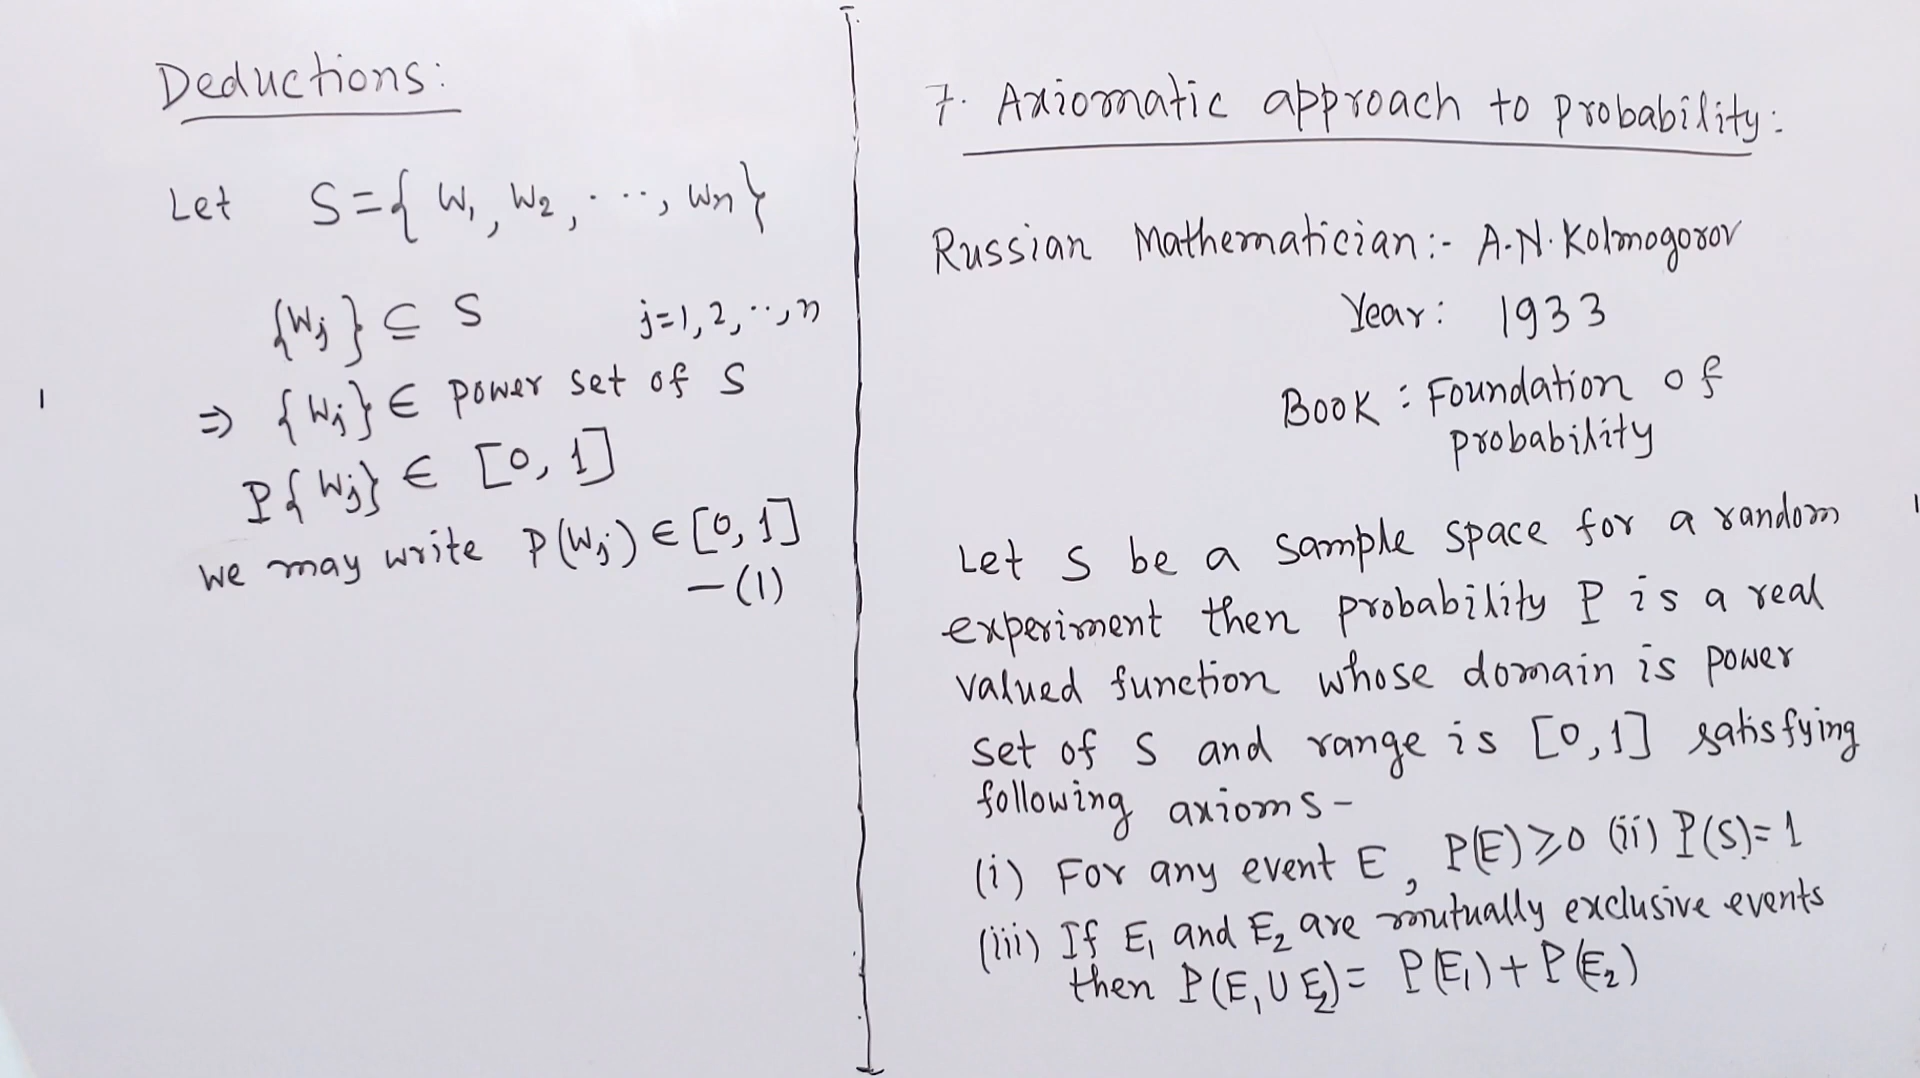 Deductions:
Let S={ W₁, W₂, ..., Wn}
{Wj} ⊆ S j=1,2,..,n
⇒ {Wj} ∈ power set of S
P{Wj} ∈ [0, 1]
we may write P(Wj) ∈ [0, 1]
-(1)
7. Axiomatic approach to probability:
Russian Mathematician:- A.N.Kolmogorov
Year: 1933
Book : Foundation of
probability
Let S be a sample space for a random
experiment then probability P is a real
valued function whose domain is power
set of S and range is [0,1] satisfying
following axioms-
(i) For any event E, P(E)≥0 (ii) P(S)=1
(iii) If E₁ and E₂ are mutually exclusive events
then P(E₁∪E₂)= P(E₁)+P(E₂)